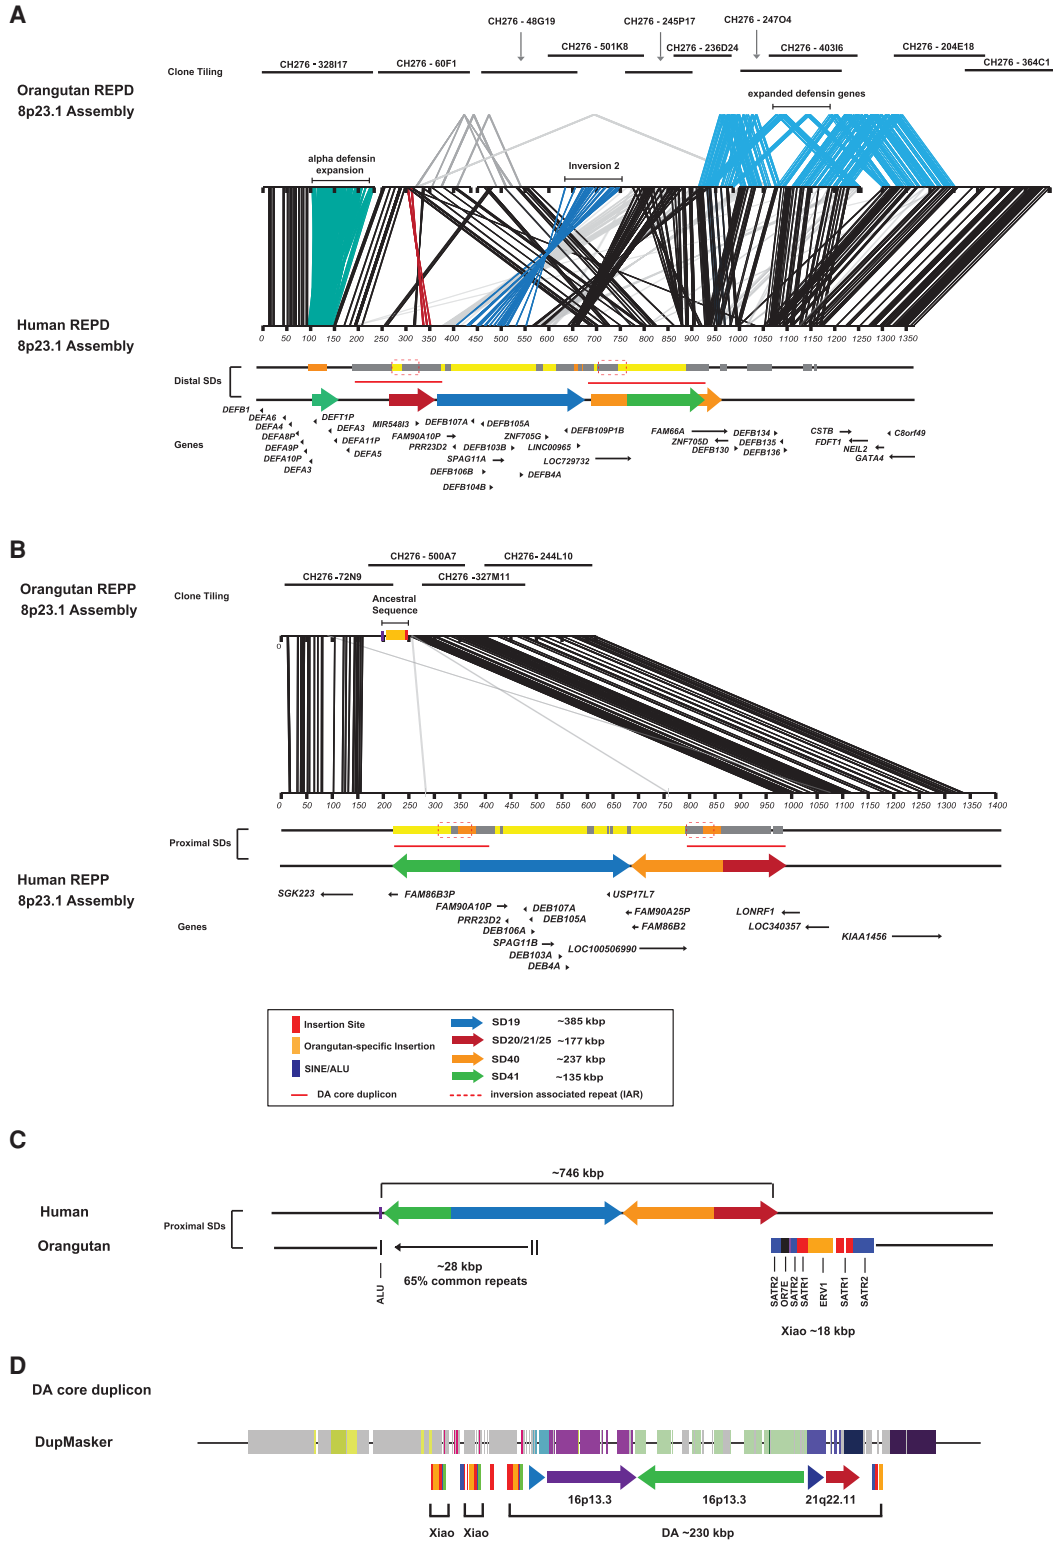 A
CH276 - 48G19
CH276 - 245P17
CH276 - 247O4
CH276 - 501K8
CH276 - 236D24
CH276 - 403I6
CH276 - 204E18
CH276 - 328I17
CH276 - 60F1
CH276 - 364C1
Clone Tiling
Orangutan REPD
8p23.1 Assembly
expanded defensin genes
alpha defensin
expansion
Inversion 2
Human REPD
8p23.1 Assembly
0 50 100 150 200 250 300 350 400 450 500 550 600 650 700 750 800 850 900 950 1000 1050 1100 1150 1200 1250 1300 1350
Distal SDs
Genes
DEFB1
DEFA6
DEFA4
DEFA8P
DEFA9P
DEFA10P
DEFA3
DEFT1P
DEFA3
DEFA11P
DEFA5
MIR548I3
FAM90A10P
PRR23D2
SPAG11A
DEFB106B
DEFB104B
DEFB107A
DEFB105A
DEFB103B
ZNF705G
LINC00965
DEFB4A
DEFB109P1B
LOC729732
FAM66A
ZNF705D
DEFB130
DEFB134
DEFB135
DEFB136
CSTB
FDFT1
NEIL2
GATA4
C8orf49
B
CH276 - 500A7
CH276 - 244L10
CH276 -72N9
CH276 -327M11
Orangutan REPP
8p23.1 Assembly
Clone Tiling
Ancestral
Sequence
0
0 50 100 150 200 250 300 350 400 450 500 550 600 650 700 750 800 850 900 950 1000 1050 1100 1150 1200 1250 1300 1350 1400
Proximal SDs
Human REPP
8p23.1 Assembly
Genes
SGK223
FAM86B3P
FAM90A10P
PRR23D2
DEB106A
SPAG11B
DEB103A
DEB4A
DEB107A
DEB105A
USP17L7
FAM90A25P
FAM86B2
LOC100506990
LONRF1
LOC340357
KIAA1456
Insertion Site
Orangutan-specific Insertion
SINE/ALU
DA core duplicon
SD19 ~385 kbp
SD20/21/25 ~177 kbp
SD40 ~237 kbp
SD41 ~135 kbp
inversion associated repeat (IAR)
C
~746 kbp
Human
Proximal SDs
Orangutan
~28 kbp
65% common repeats
ALU
SATR2
OR7E
SATR2
SATR1
ERV1
SATR1
SATR2
Xiao ~18 kbp
D
DA core duplicon
DupMasker
16p13.3
16p13.3
21q22.11
Xiao
Xiao
DA ~230 kbp